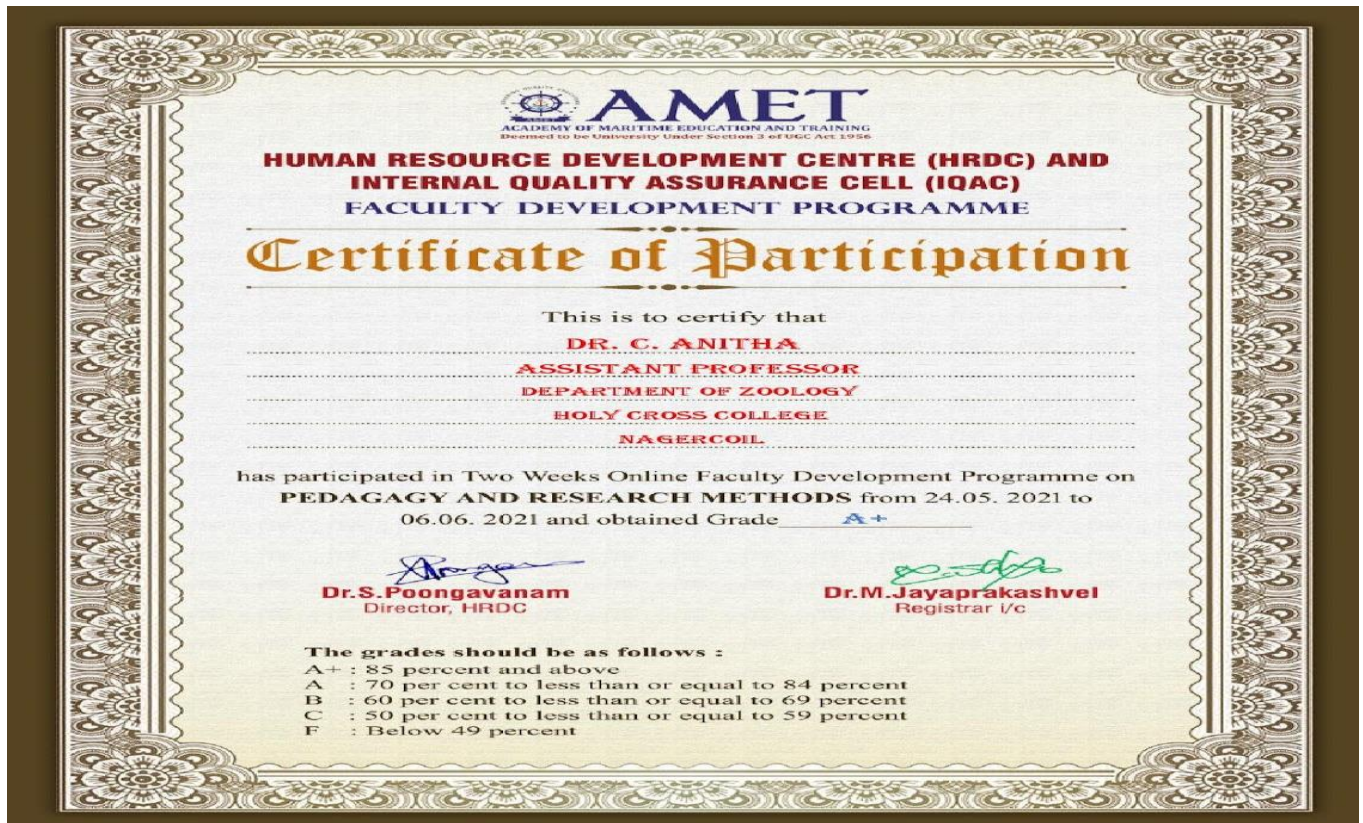 AMET
ACADEMY OF MARITIME EDUCATION AND TRAINING
Deemed to be University Under Section 3 of UGC Act 1956
HUMAN RESOURCE DEVELOPMENT CENTRE (HRDC) AND
INTERNAL QUALITY ASSURANCE CELL (IQAC)
FACULTY DEVELOPMENT PROGRAMME
Certificate of Participation
This is to certify that
DR. C. ANITHA
ASSISTANT PROFESSOR
DEPARTMENT OF ZOOLOGY
HOLY CROSS COLLEGE
NAGERCOIL
has participated in Two Weeks Online Faculty Development Programme on
PEDAGAGY AND RESEARCH METHODS from 24.05. 2021 to
06.06. 2021 and obtained Grade A+
Dr.S.Poongavanam Dr.M.Jayaprakashvel
Director, HRDC Registrar i/c
The grades should be as follows :
A+ : 85 percent and above
A : 70 per cent to less than or equal to 84 percent
B : 60 per cent to less than or equal to 69 percent
C : 50 per cent to less than or equal to 59 percent
F : Below 49 percent